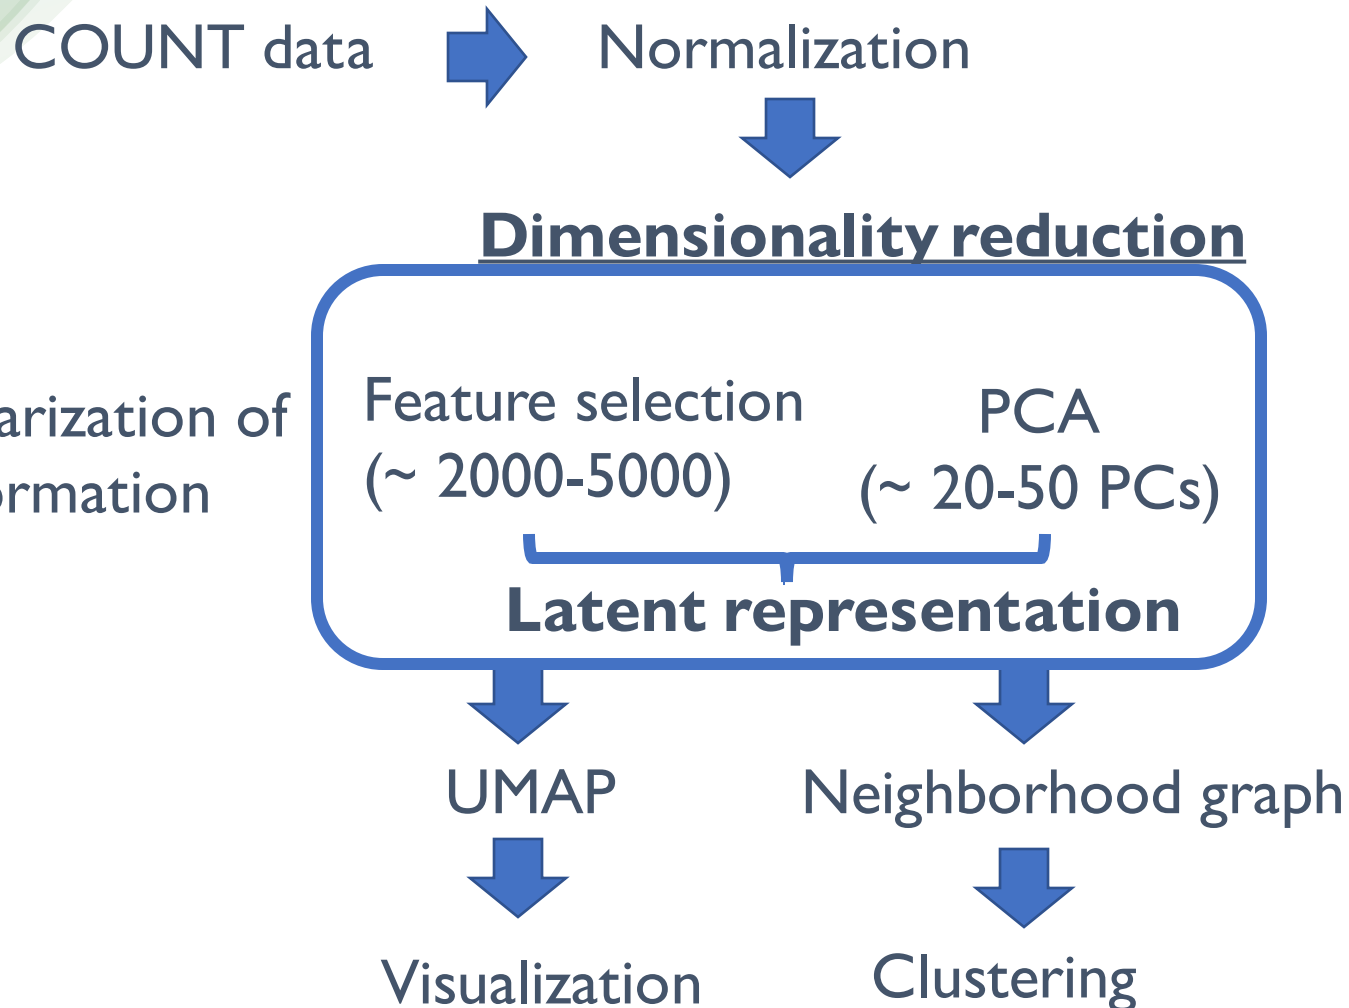 COUNT data
Normalization
Dimensionality reduction
of
Feature selection
(~ 2000-5000)
PCA
(~ 20-50 PCs)
Latent representation
UMAP
Neighborhood graph
Visualization
Clustering